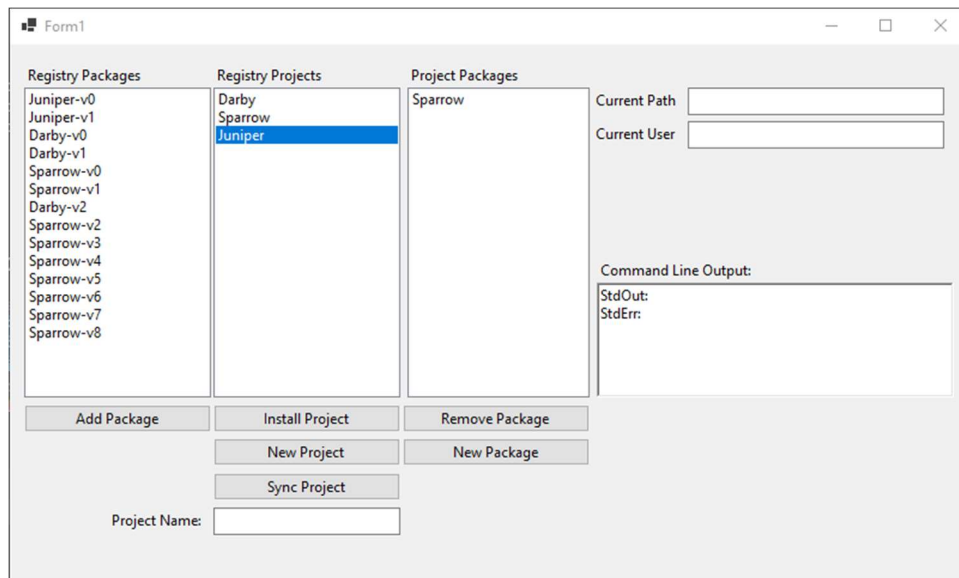 Form1
Registry Packages
Juniper-v0
Juniper-v1
Darby-v0
Darby-v1
Sparrow-v0
Sparrow-v1
Darby-v2
Sparrow-v2
Sparrow-v3
Sparrow-v4
Sparrow-v5
Sparrow-v6
Sparrow-v7
Sparrow-v8
Add Package
Registry Projects
Darby
Sparrow
Juniper
Install Project
New Project
Sync Project
Project Name:
Project Packages
Sparrow
Remove Package
New Package
Current Path
Current User
Command Line Output:
StdOut:
StdErr: